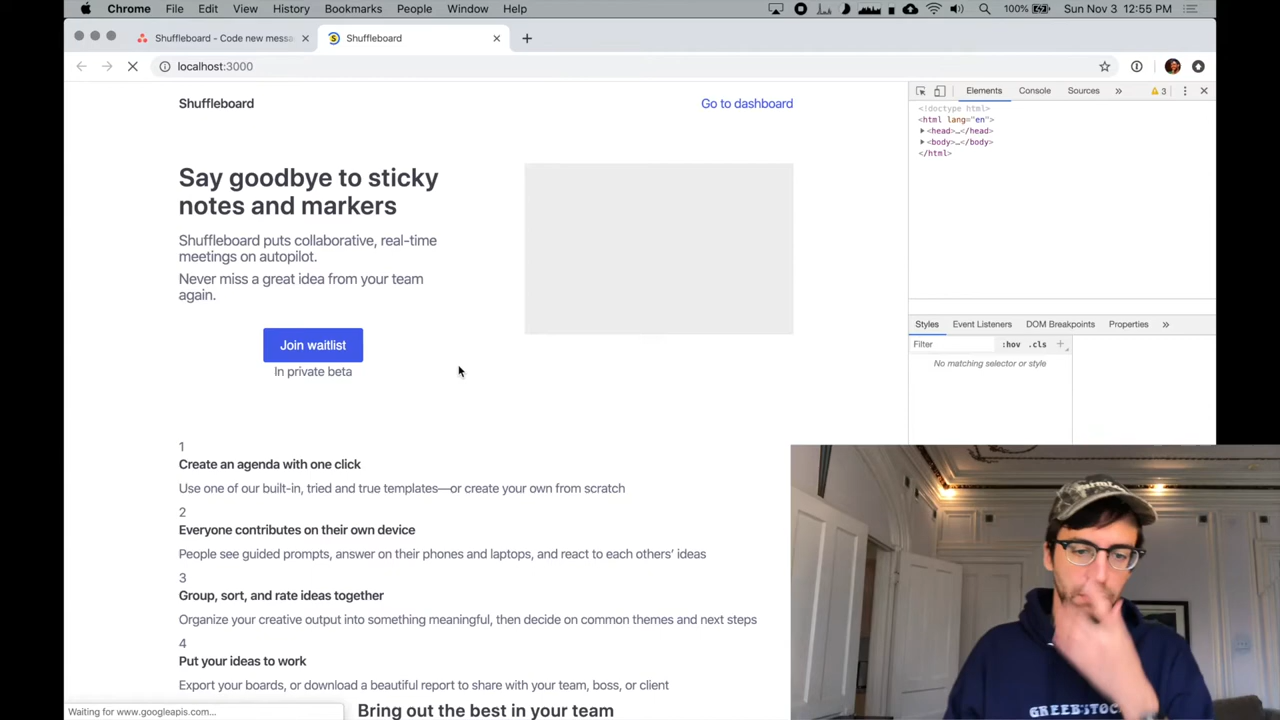 Chrome File Edit View History Bookmarks People Window Help 100% Sun Nov 3 12:55 PM
Shuffleboard - Code new messa
Shuffleboard
localhost:3000
Shuffleboard
Go to dashboard
Say goodbye to sticky
notes and markers
Shuffleboard puts collaborative, real-time
meetings on autopilot.
Never miss a great idea from your team
again.
Join waitlist
In private beta
1
Create an agenda with one click
Use one of our built-in, tried and true templates—or create your own from scratch
2
Everyone contributes on their own device
People see guided prompts, answer on their phones and laptops, and react to each others’ ideas
3
Group, sort, and rate ideas together
Organize your creative output into something meaningful, then decide on common themes and next steps
4
Put your ideas to work
Export your boards, or download a beautiful report to share with your team, boss, or client
Bring out the best in your team
Waiting for www.googleapis.com...
Elements Console Sources » 3
<!doctype html>
<html lang="en">
<head>…</head>
<body>…</body>
</html>
Styles Event Listeners DOM Breakpoints Properties »
Filter :hov .cls +
No matching selector or style